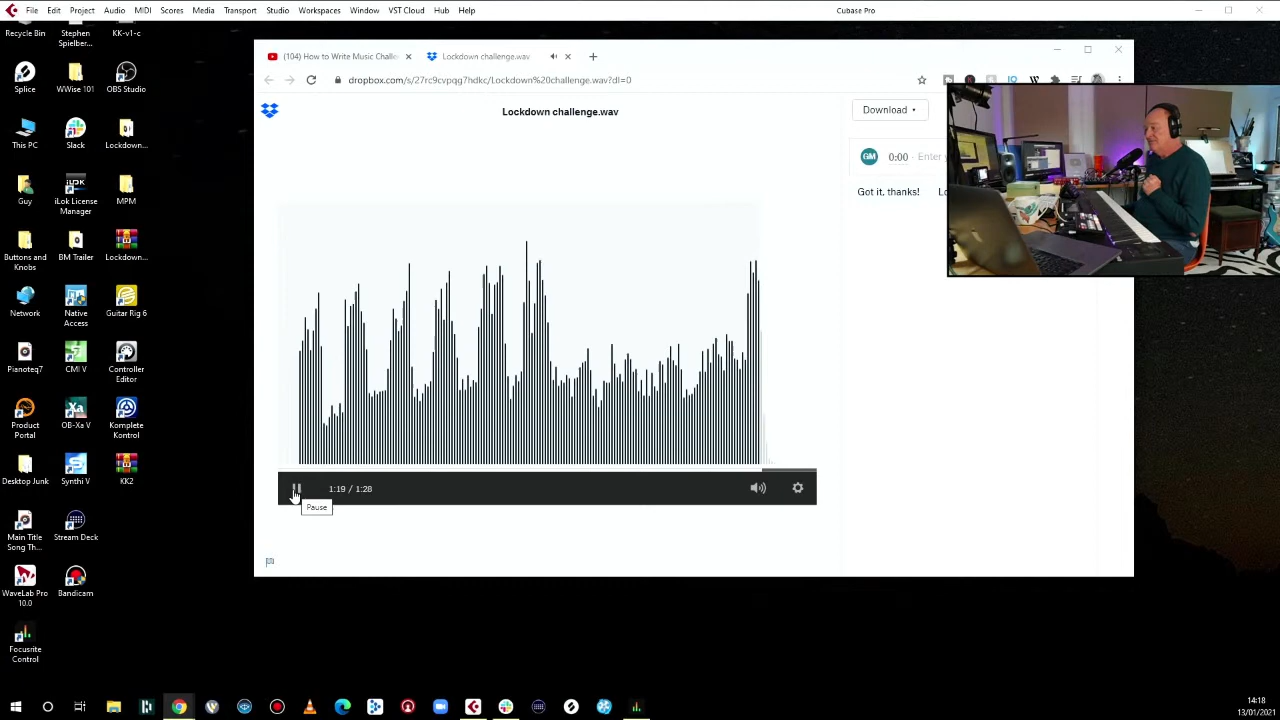 File Edit Project Audio MIDI Scores Media Transport Studio Workspaces Window VST Cloud Hub Help
Cubase Pro
Recycle Bin
Stephen
Spielber...
KK-v1-c
Splice
WWise 101
OBS Studio
This PC
Slack
Lockdown...
Guy
iLok License
Manager
MPM
Buttons and
Knobs
BM Trailer
Lockdown...
Network
Native
Access
Guitar Rig 6
Pianoteq7
CMI V
Controller
Editor
Product
Portal
OB-Xa V
Komplete
Kontrol
Desktop Junk
Synthi V
KK2
Main Title
Song Th...
Stream Deck
WaveLab Pro
10.0
Bandicam
Focusrite
Control
(104) How to Write Music Challe
Lockdown challenge.wav
dropbox.com/s/27rc9cvpqg7hdkc/Lockdown%20challenge.wav?dl=0
Lockdown challenge.wav
Download
GM
0:00
Enter
Got it, thanks!
1:19 / 1:28
Pause
14:18
13/01/2021